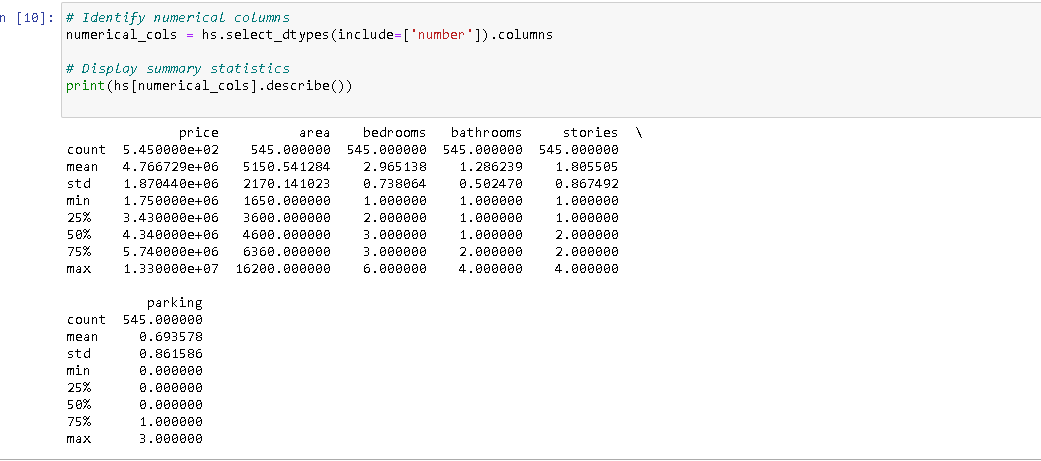 n [10]: # Identify numerical columns
numerical_cols = hs.select_dtypes(include=['number']).columns
# Display summary statistics
print(hs[numerical_cols].describe())
price area bedrooms bathrooms stories \
count 5.450000e+02 545.000000 545.000000 545.000000 545.000000
mean 4.766729e+06 5150.541284 2.965138 1.286239 1.805505
std 1.870440e+06 2170.141023 0.738064 0.502470 0.867492
min 1.750000e+06 1650.000000 1.000000 1.000000 1.000000
25% 3.430000e+06 3600.000000 2.000000 1.000000 1.000000
50% 4.340000e+06 4600.000000 3.000000 1.000000 2.000000
75% 5.740000e+06 6360.000000 3.000000 2.000000 2.000000
max 1.330000e+07 16200.000000 6.000000 4.000000 4.000000
parking
count 545.000000
mean 0.693578
std 0.861586
min 0.000000
25% 0.000000
50% 0.000000
75% 1.000000
max 3.000000